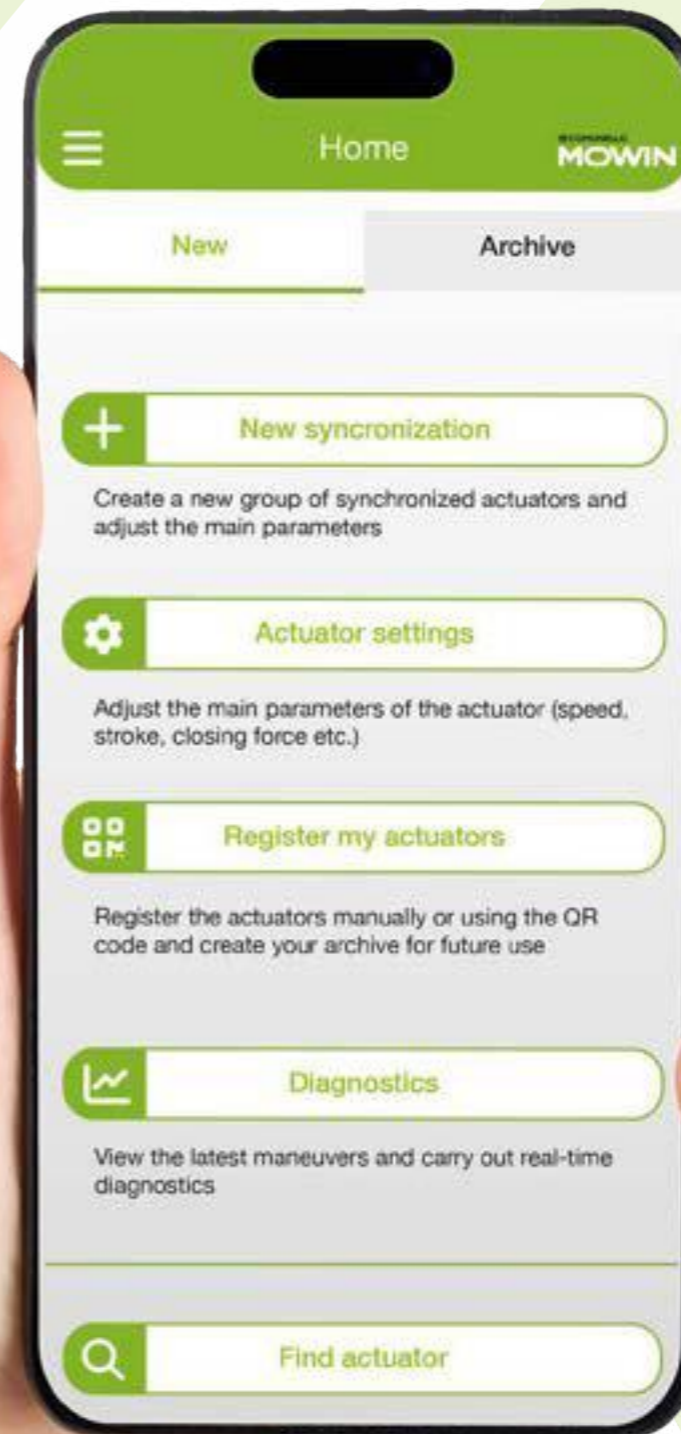 Home
MOWIN
New
Archive
New syncronization
Create a new group of synchronized actuators and
adjust the main parameters
Actuator settings
Adjust the main parameters of the actuator (speed,
stroke, closing force etc.)
Register my actuators
Register the actuators manually or using the QR
code and create your archive for future use
Diagnostics
View the latest maneuvers and carry out real-time
diagnostics
Find actuator